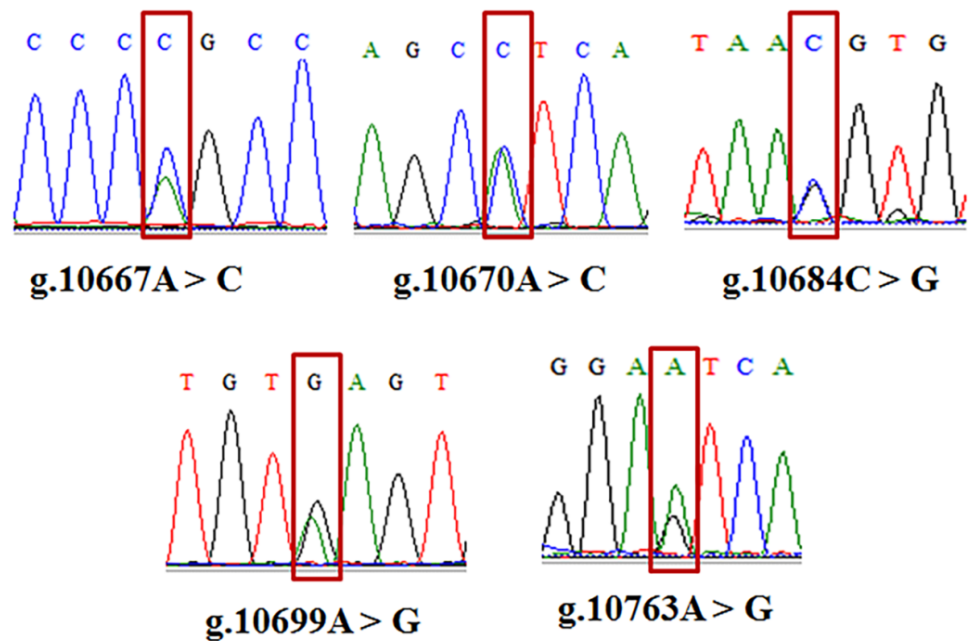 C C C C G C C
A G C C T C A
T A A C G T G
g.10667A > C
g.10670A > C
g.10684C > G
T G T G A G T
G G A A T C A
g.10699A > G
g.10763A > G